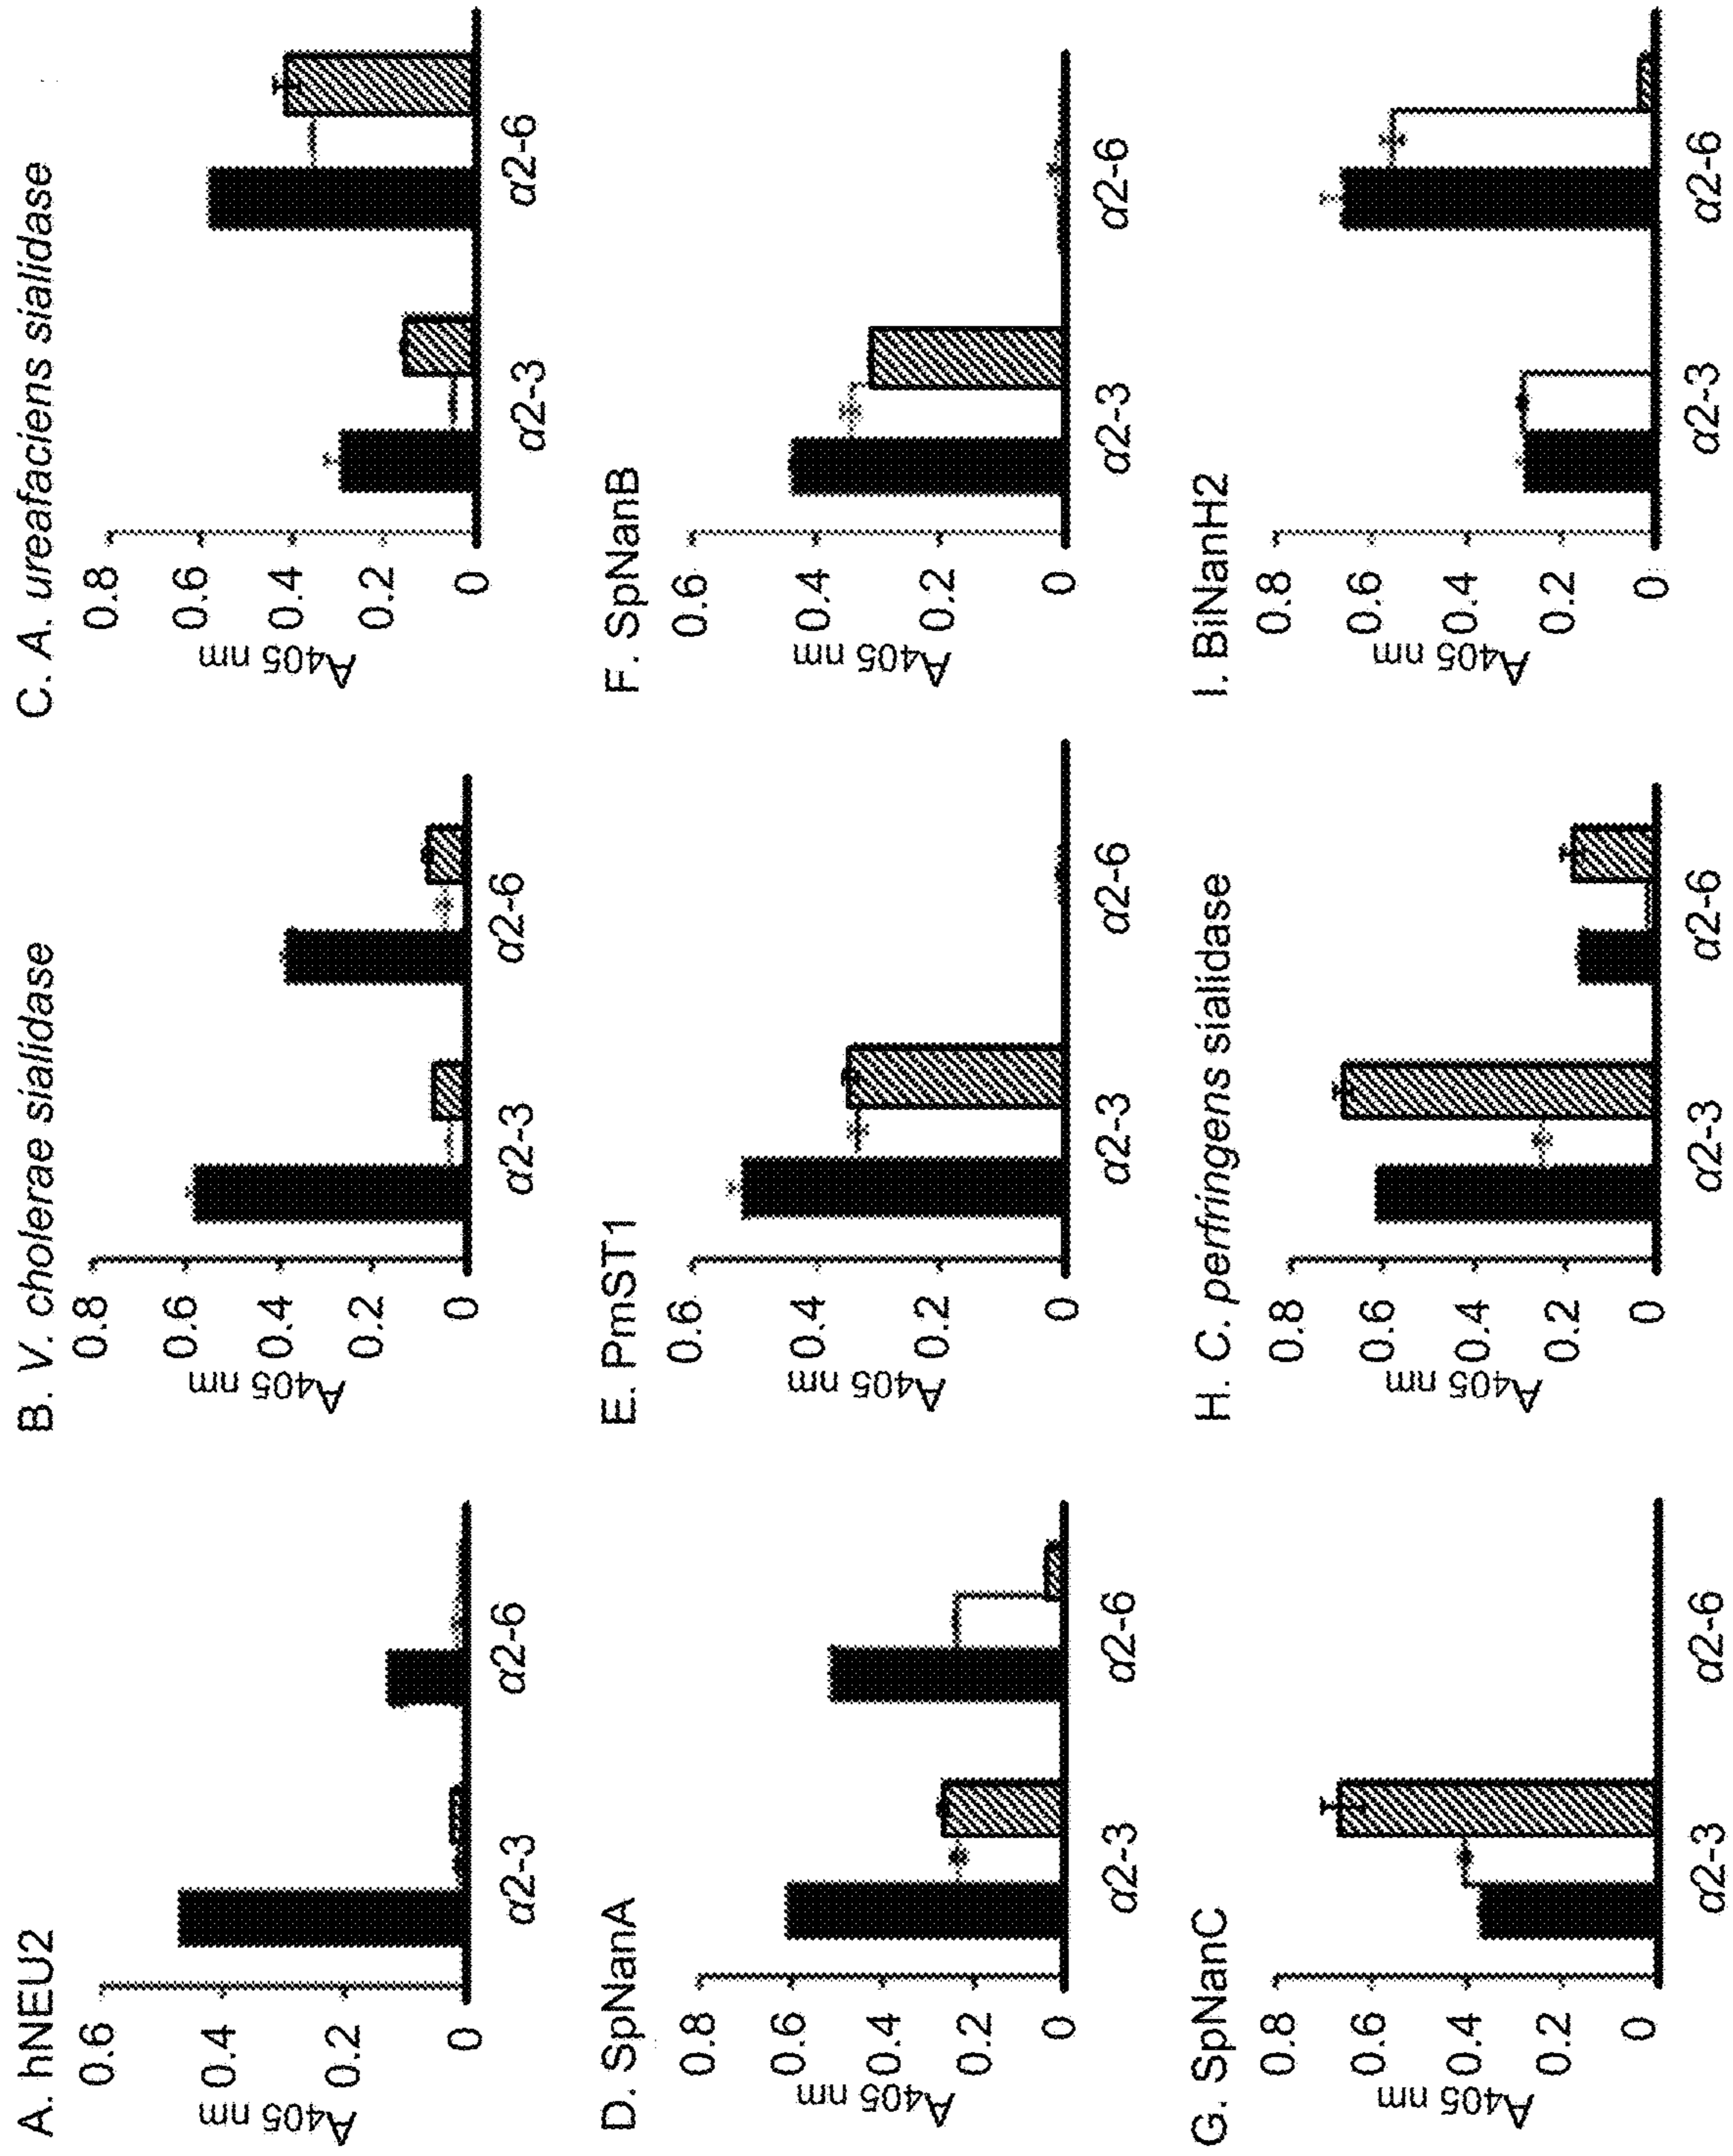 A. hNEU2
0.6
0.4
0.2
0
A405 nm
α2-3
α2-6
B. V. cholerae sialidase
0.8
0.6
0.4
0.2
0
A405 nm
α2-3
α2-6
C. A. ureafaciens sialidase
0.8
0.6
0.4
0.2
0
A405 nm
α2-3
α2-6
D. SpNanA
0.8
0.6
0.4
0.2
0
A405 nm
α2-3
α2-6
E. PmST1
0.6
0.4
0.2
0
A405 nm
α2-3
α2-6
F. SpNanB
0.6
0.4
0.2
0
A405 nm
α2-3
α2-6
G. SpNanC
0.8
0.6
0.4
0.2
0
A405 nm
α2-3
α2-6
H. C. perfringens sialidase
0.8
0.6
0.4
0.2
0
A405 nm
α2-3
α2-6
I. BiNanH2
0.8
0.6
0.4
0.2
0
A405 nm
α2-3
α2-6